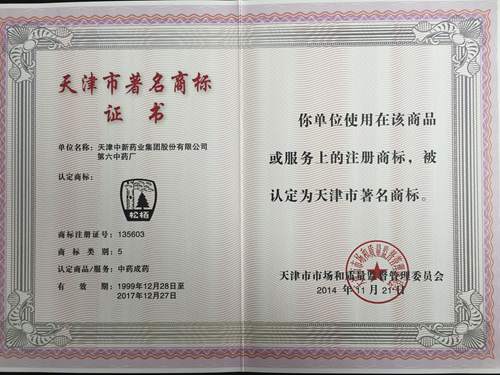 天津市著名商标
证书
单位名称：天津中新药业集团股份有限公司
第六中药厂
认定商标：
松柏
商标注册证号：135603
商标类别：5
认定商品/服务：中药成药
有效期：1999年12月28日至
2017年12月27日
你单位使用在该商品
或服务上的注册商标，被
认定为天津市著名商标。
天津市市场和质量监督管理委员会
2014年11月21日